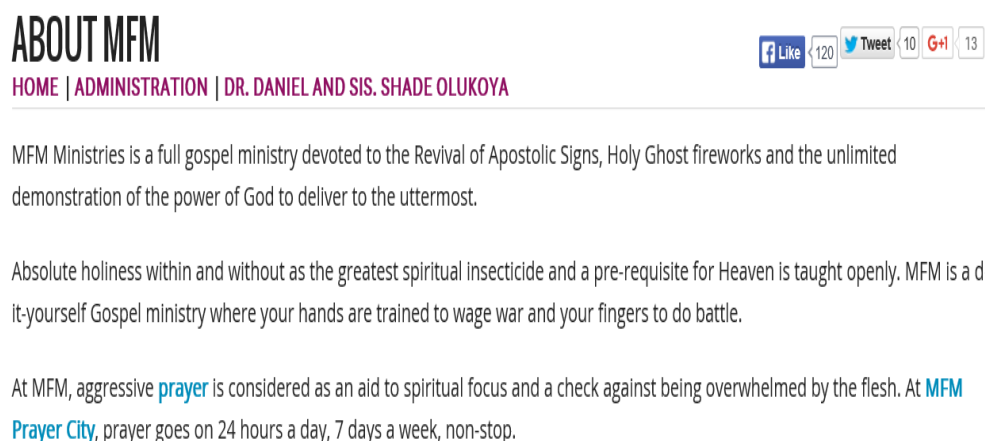 ABOUT MFM
Like 120 Tweet 10 G+1 13
HOME | ADMINISTRATION | DR. DANIEL AND SIS. SHADE OLUKOYA
MFM Ministries is a full gospel ministry devoted to the Revival of Apostolic Signs, Holy Ghost fireworks and the unlimited
demonstration of the power of God to deliver to the uttermost.
Absolute holiness within and without as the greatest spiritual insecticide and a pre-requisite for Heaven is taught openly. MFM is a d
it-yourself Gospel ministry where your hands are trained to wage war and your fingers to do battle.
At MFM, aggressive prayer is considered as an aid to spiritual focus and a check against being overwhelmed by the flesh. At MFM
Prayer City, prayer goes on 24 hours a day, 7 days a week, non-stop.